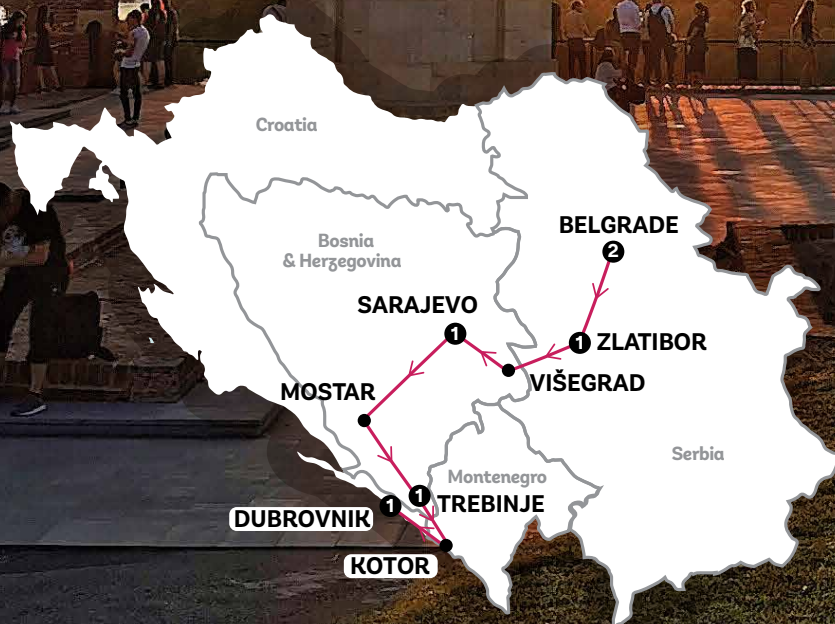 Croatia
Bosnia
& Herzegovina
BELGRADE
2
SARAJEVO
1
1 ZLATIBOR
VIŠEGRAD
MOSTAR
Serbia
Montenegro
1
TREBINJE
1
DUBROVNIK
KOTOR